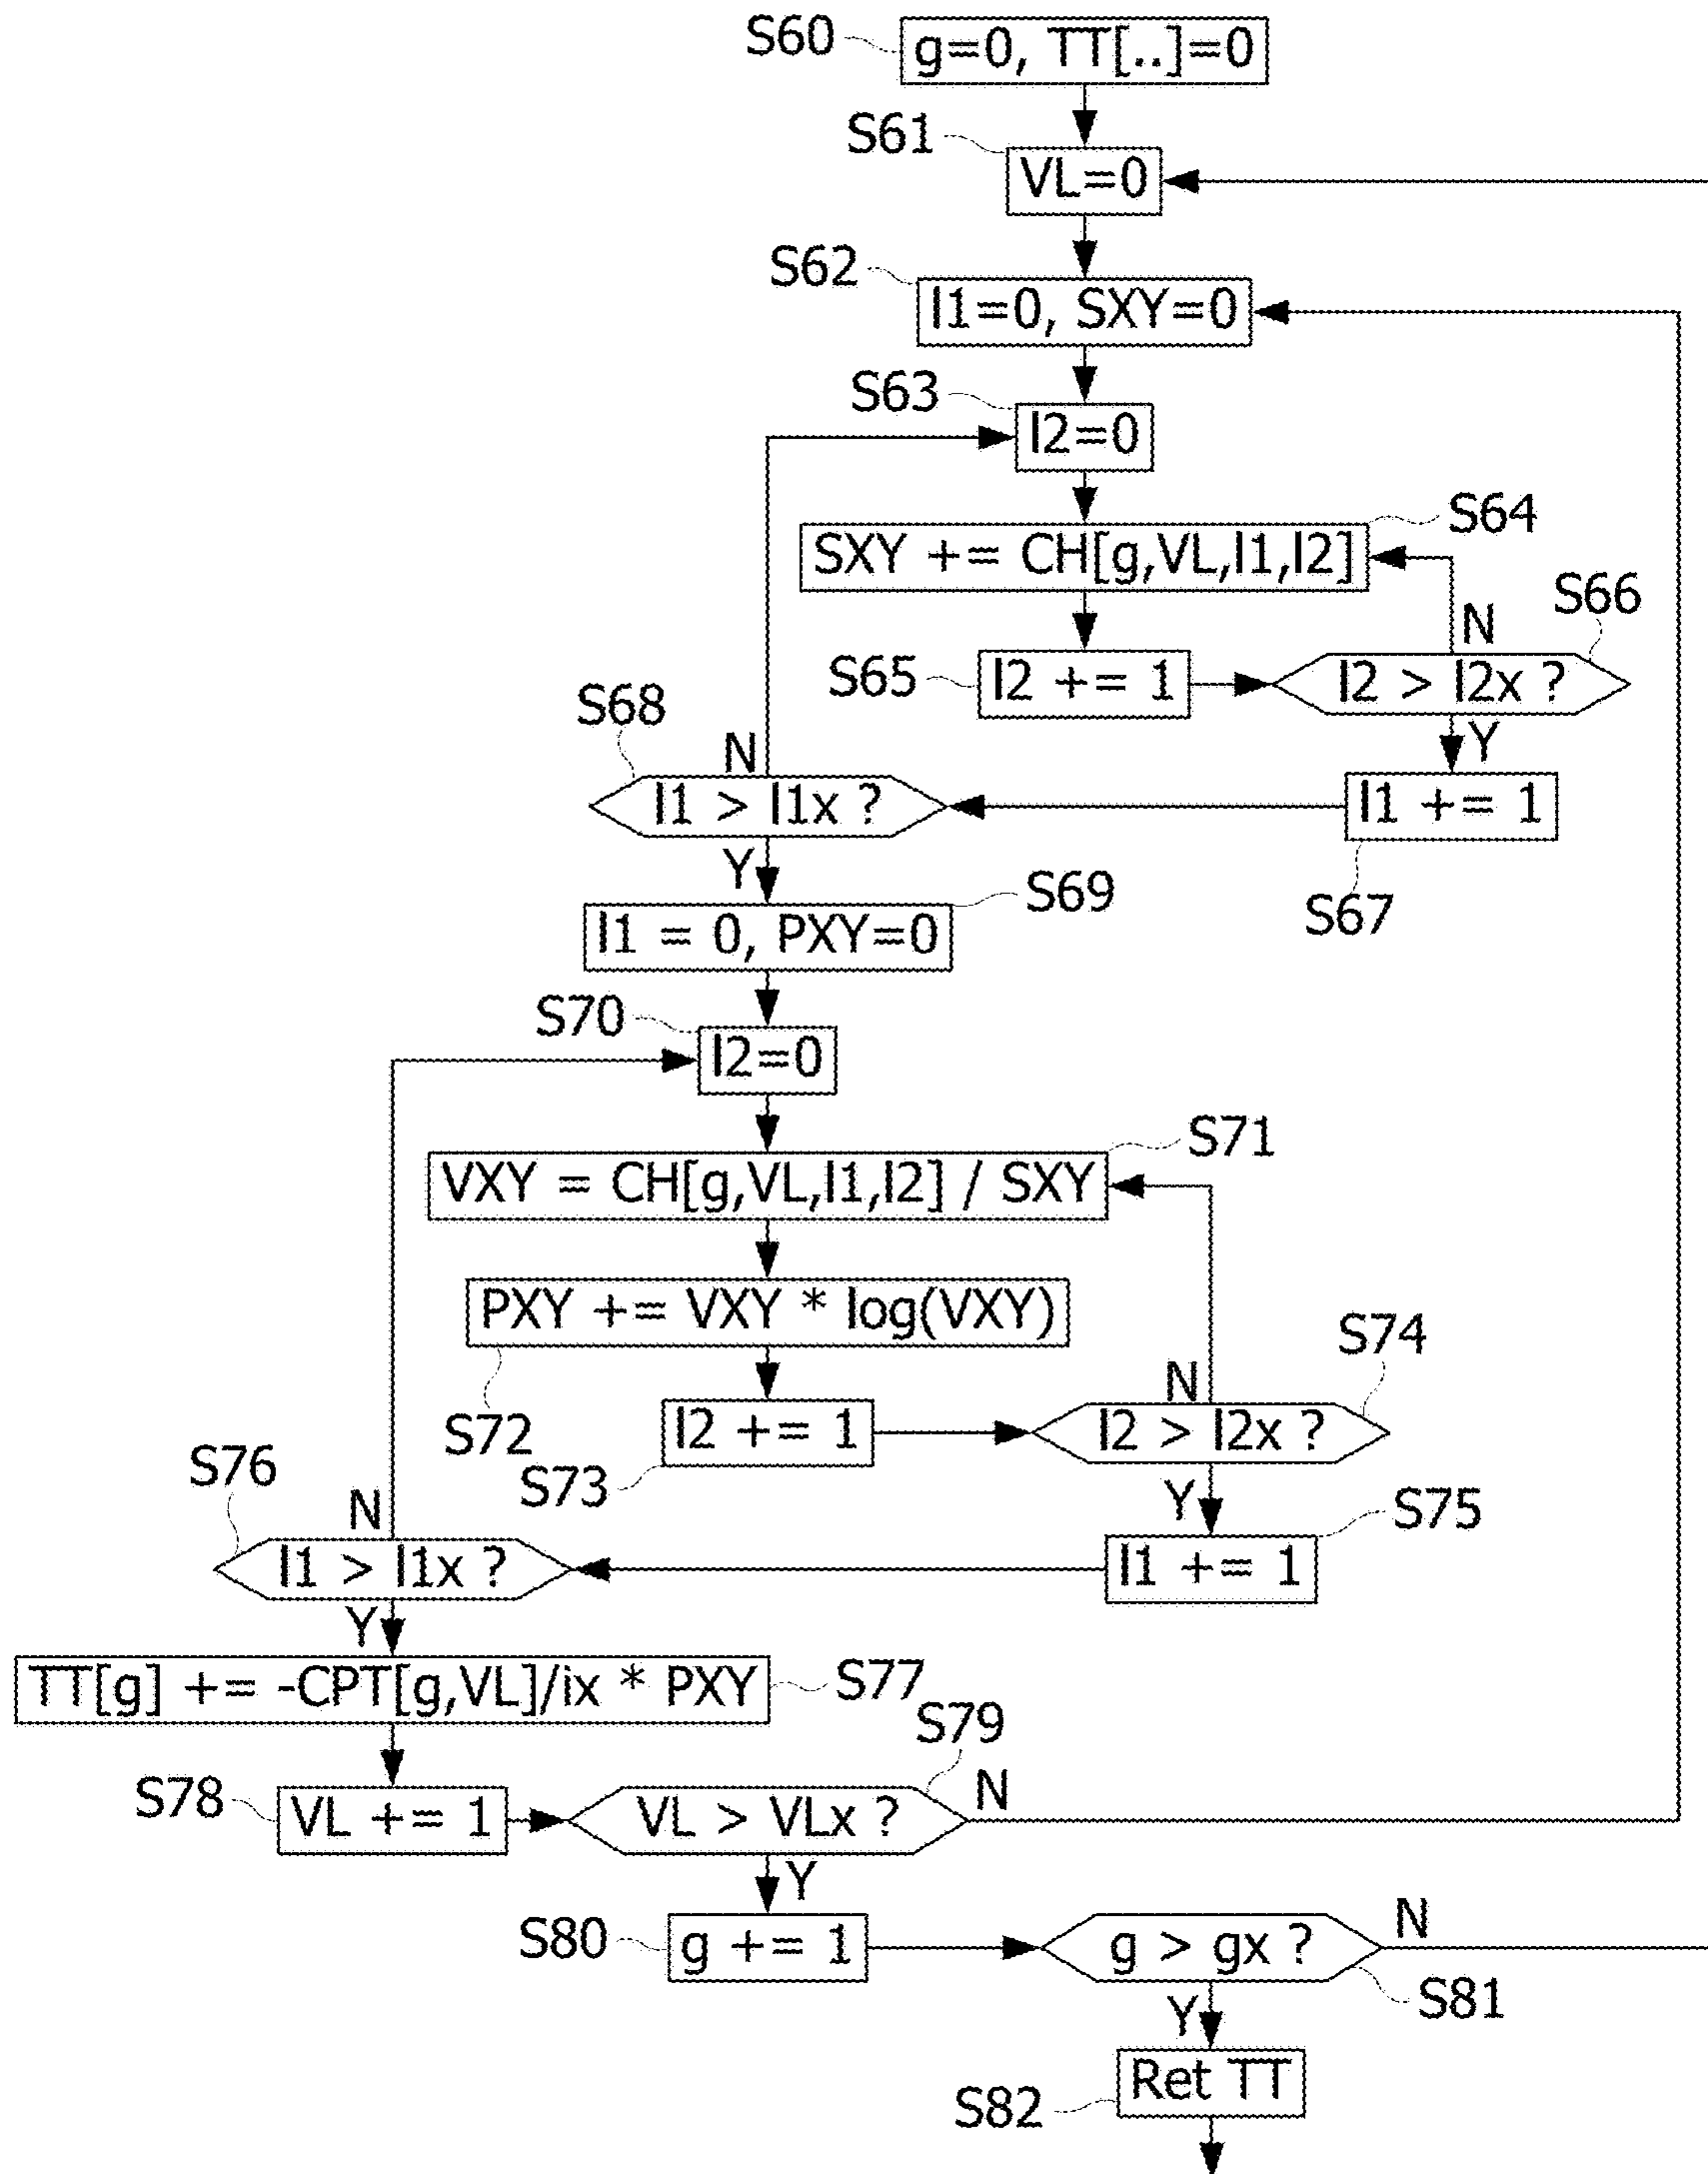 S60
g=0, TT[..]=0
S61
VL=0
S62
I1=0, SXY=0
S63
I2=0
S64
SXY += CH[g,VL,I1,I2]
S66
N
S65
I2 += 1
I2 > I2x ?
S68
N
Y
I1 > I1x ?
I1 += 1
Y
S69
S67
I1 = 0, PXY=0
S70
I2=0
S71
VXY = CH[g,VL,I1,I2] / SXY
PXY += VXY * log(VXY)
S74
N
S72
I2 += 1
I2 > I2x ?
S73
S76
N
Y
S75
I1 > I1x ?
I1 += 1
Y
TT[g] += -CPT[g,VL]/ix * PXY
S77
S79
S78
VL += 1
VL > VLx ?
N
Y
S80
g += 1
g > gx ?
N
S81
Y
Ret TT
S82